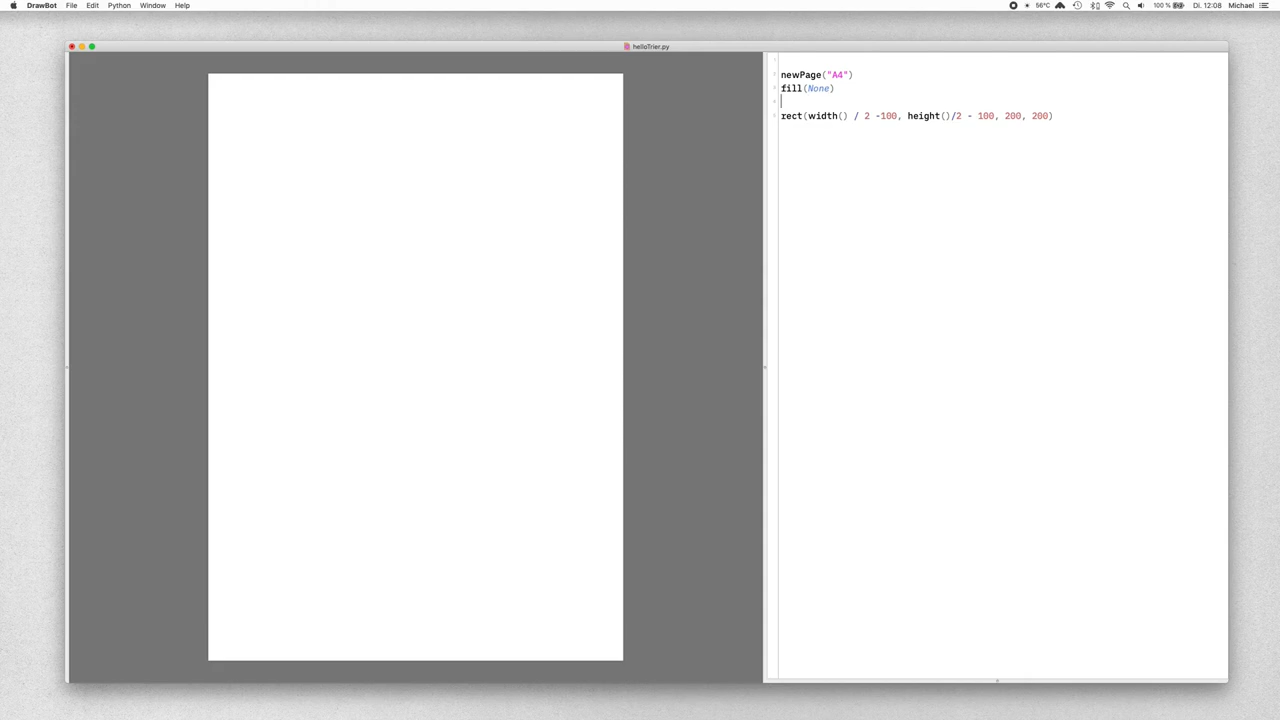 DrawBot File Edit Python Window Help 56°C 100 % Di. 12:08 Michael
helloTrier.py
newPage("A4")
fill(None)
rect(width() / 2 -100, height()/2 - 100, 200, 200)